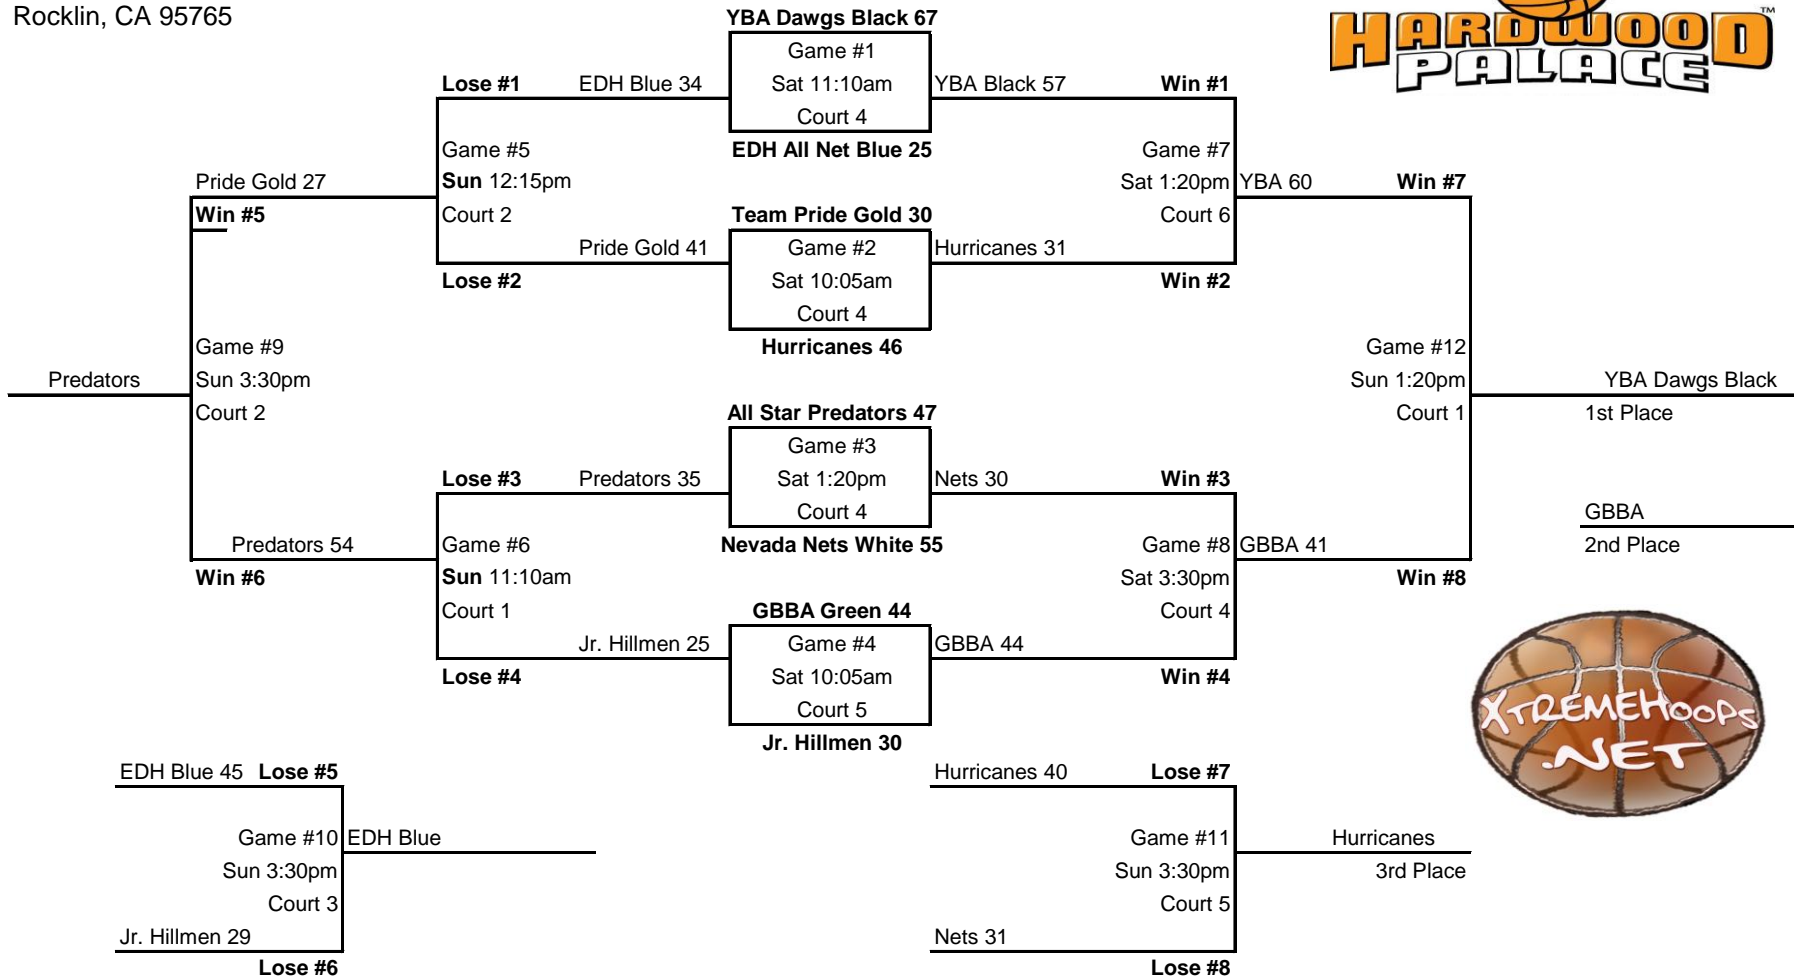 Rocklin, CA 95765
HARDWOOD
PALACE
TM
YBA Dawgs Black 67
Game #1
Lose #1 EDH Blue 34 Sat 11:10am YBA Black 57 Win #1
Court 4
Game #5 EDH All Net Blue 25 Game #7
Pride Gold 27 Sun 12:15pm Sat 1:20pm YBA 60 Win #7
Win #5 Court 2 Team Pride Gold 30 Court 6
Pride Gold 41 Game #2 Hurricanes 31
Lose #2 Sat 10:05am Win #2
Court 4
Game #9 Hurricanes 46 Game #12
Predators Sun 3:30pm Sun 1:20pm YBA Dawgs Black
Court 2 All Star Predators 47 Court 1 1st Place
Game #3
Lose #3 Predators 35 Sat 1:20pm Nets 30 Win #3
Court 4 GBBA
Predators 54 Game #6 Nevada Nets White 55 Game #8 GBBA 41 2nd Place
Win #6 Sun 11:10am Sat 3:30pm Win #8
Court 1 GBBA Green 44 Court 4
Jr. Hillmen 25 Game #4 GBBA 44
Lose #4 Sat 10:05am Win #4
Court 5
Jr. Hillmen 30
XTREMEHOOPS
.NET
EDH Blue 45 Lose #5 Hurricanes 40 Lose #7
Game #10 EDH Blue Game #11 Hurricanes
Sun 3:30pm Sun 3:30pm 3rd Place
Court 3 Court 5
Jr. Hillmen 29 Nets 31
Lose #6 Lose #8